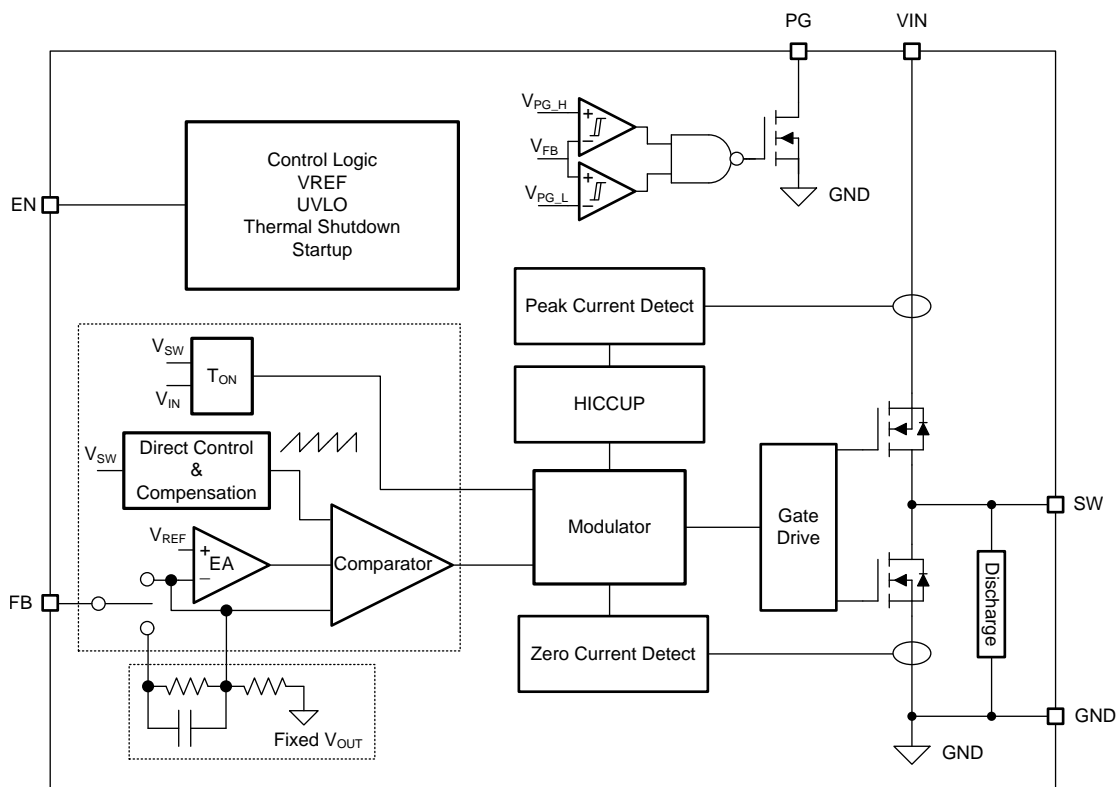 PG
VIN
V_PG_H
+
−
V_FB
+
V_PG_L
−
GND
EN
Control Logic
VREF
UVLO
Thermal Shutdown
Startup
Peak Current Detect
V_SW
V_IN
T_ON
HICCUP
V_SW
Direct Control
&
Compensation
Modulator
Gate
Drive
SW
V_REF
+
EA
−
Comparator
FB
Discharge
Zero Current Detect
Fixed V_OUT
GND
GND